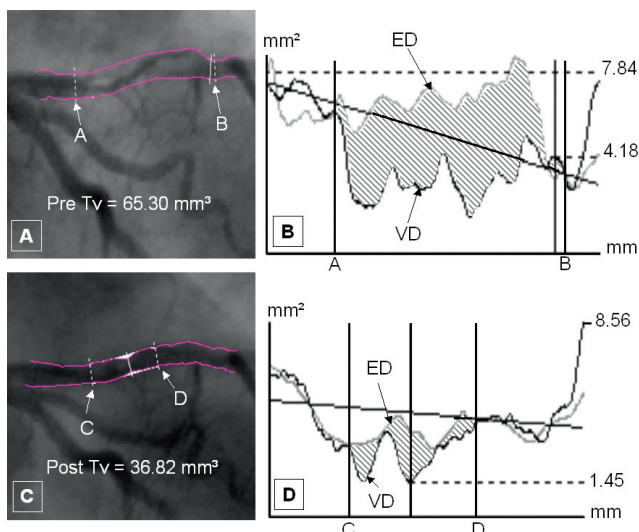 A
B
Pre Tv = 65.30 mm³
A
mm²
ED
7.84
4.18
VD
B
mm
A
B
C
D
Post Tv = 36.82 mm³
C
mm²
8.56
ED
VD
1.45
D
mm
C
D